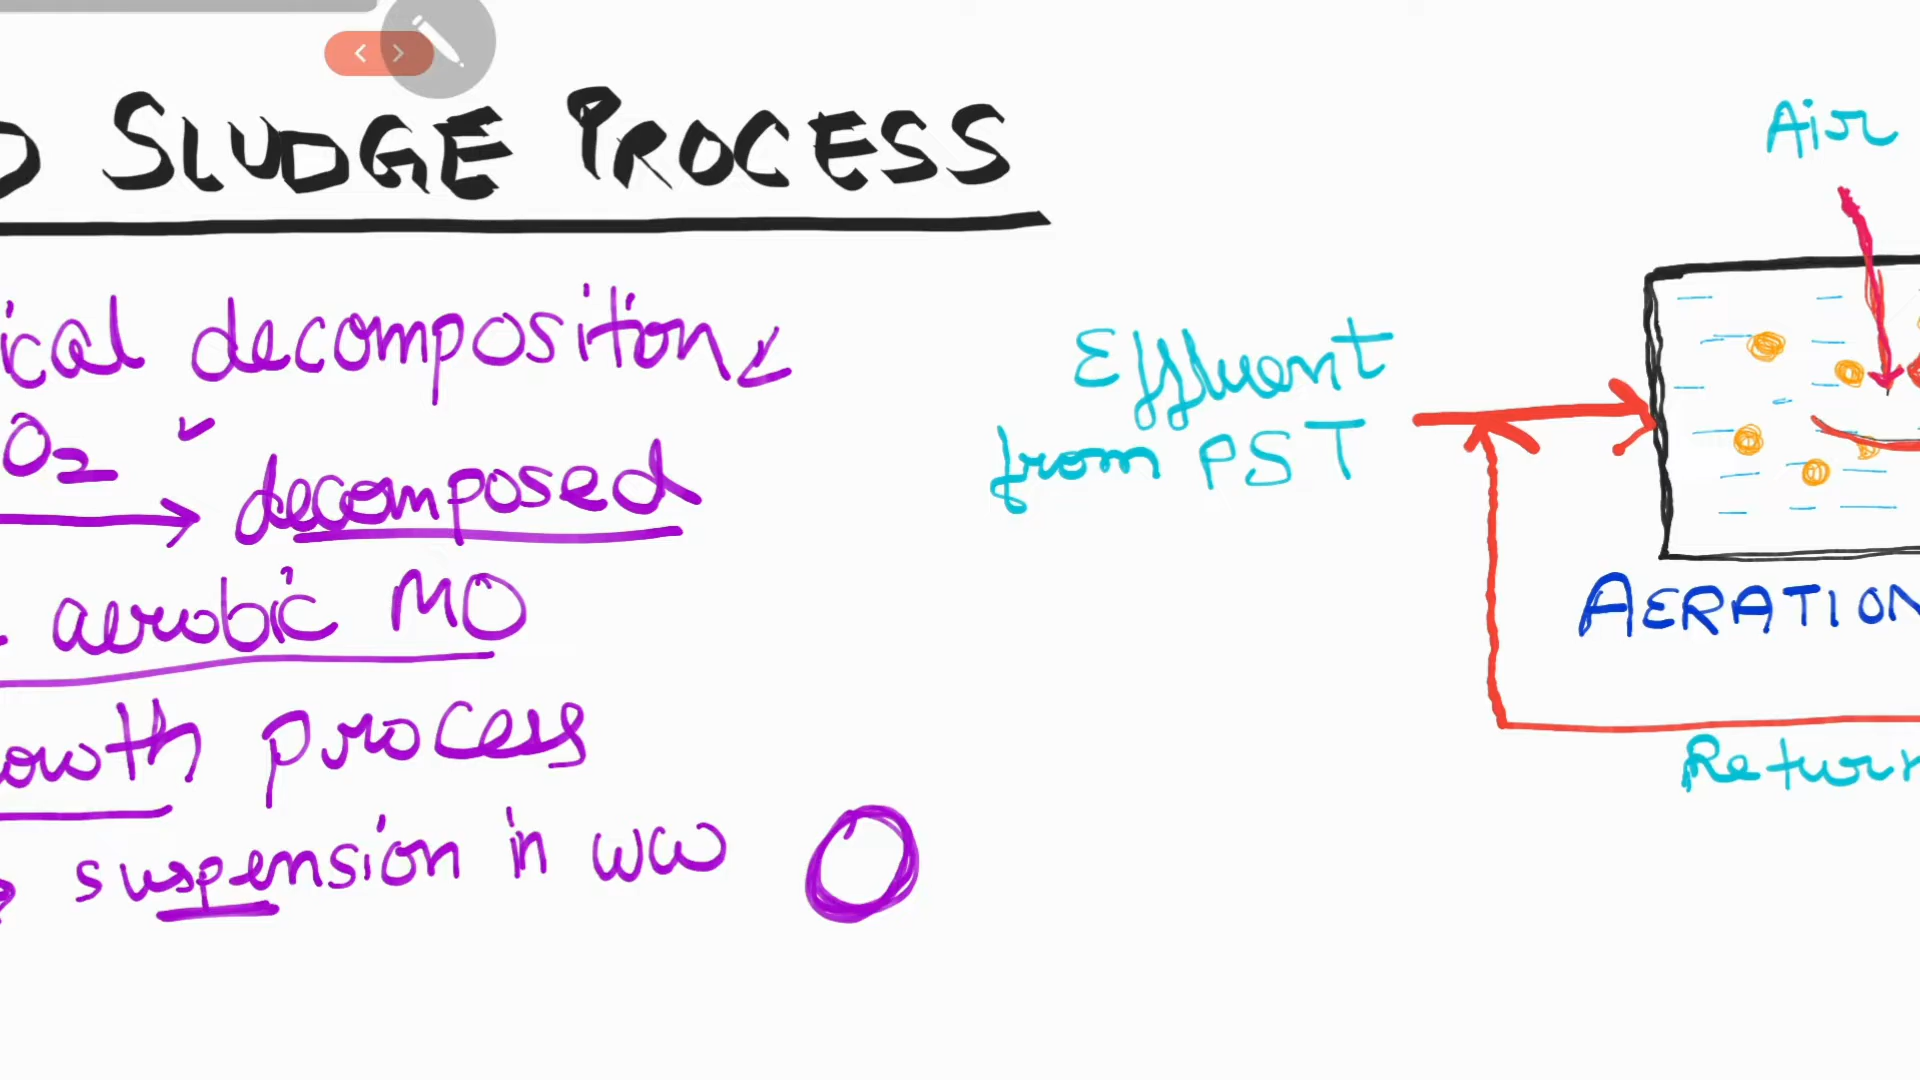 D SLUDGE PROCESS
ical decomposition
O2
decomposed
aerobic MO
owth process
suspension in ww
Air
Effluent
from PST
AERATION
Return